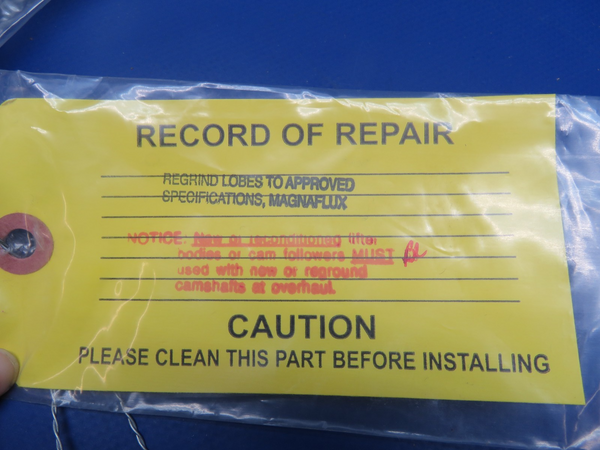 RECORD OF REPAIR
REGRIND LOBES TO APPROVED
SPECIFICATIONS, MAGNAFLUX
NOTICE: New or reconditioned lifter
bodies or cam followers MUST be
used with new or reground
camshafts at overhaul.
CAUTION
PLEASE CLEAN THIS PART BEFORE INSTALLING